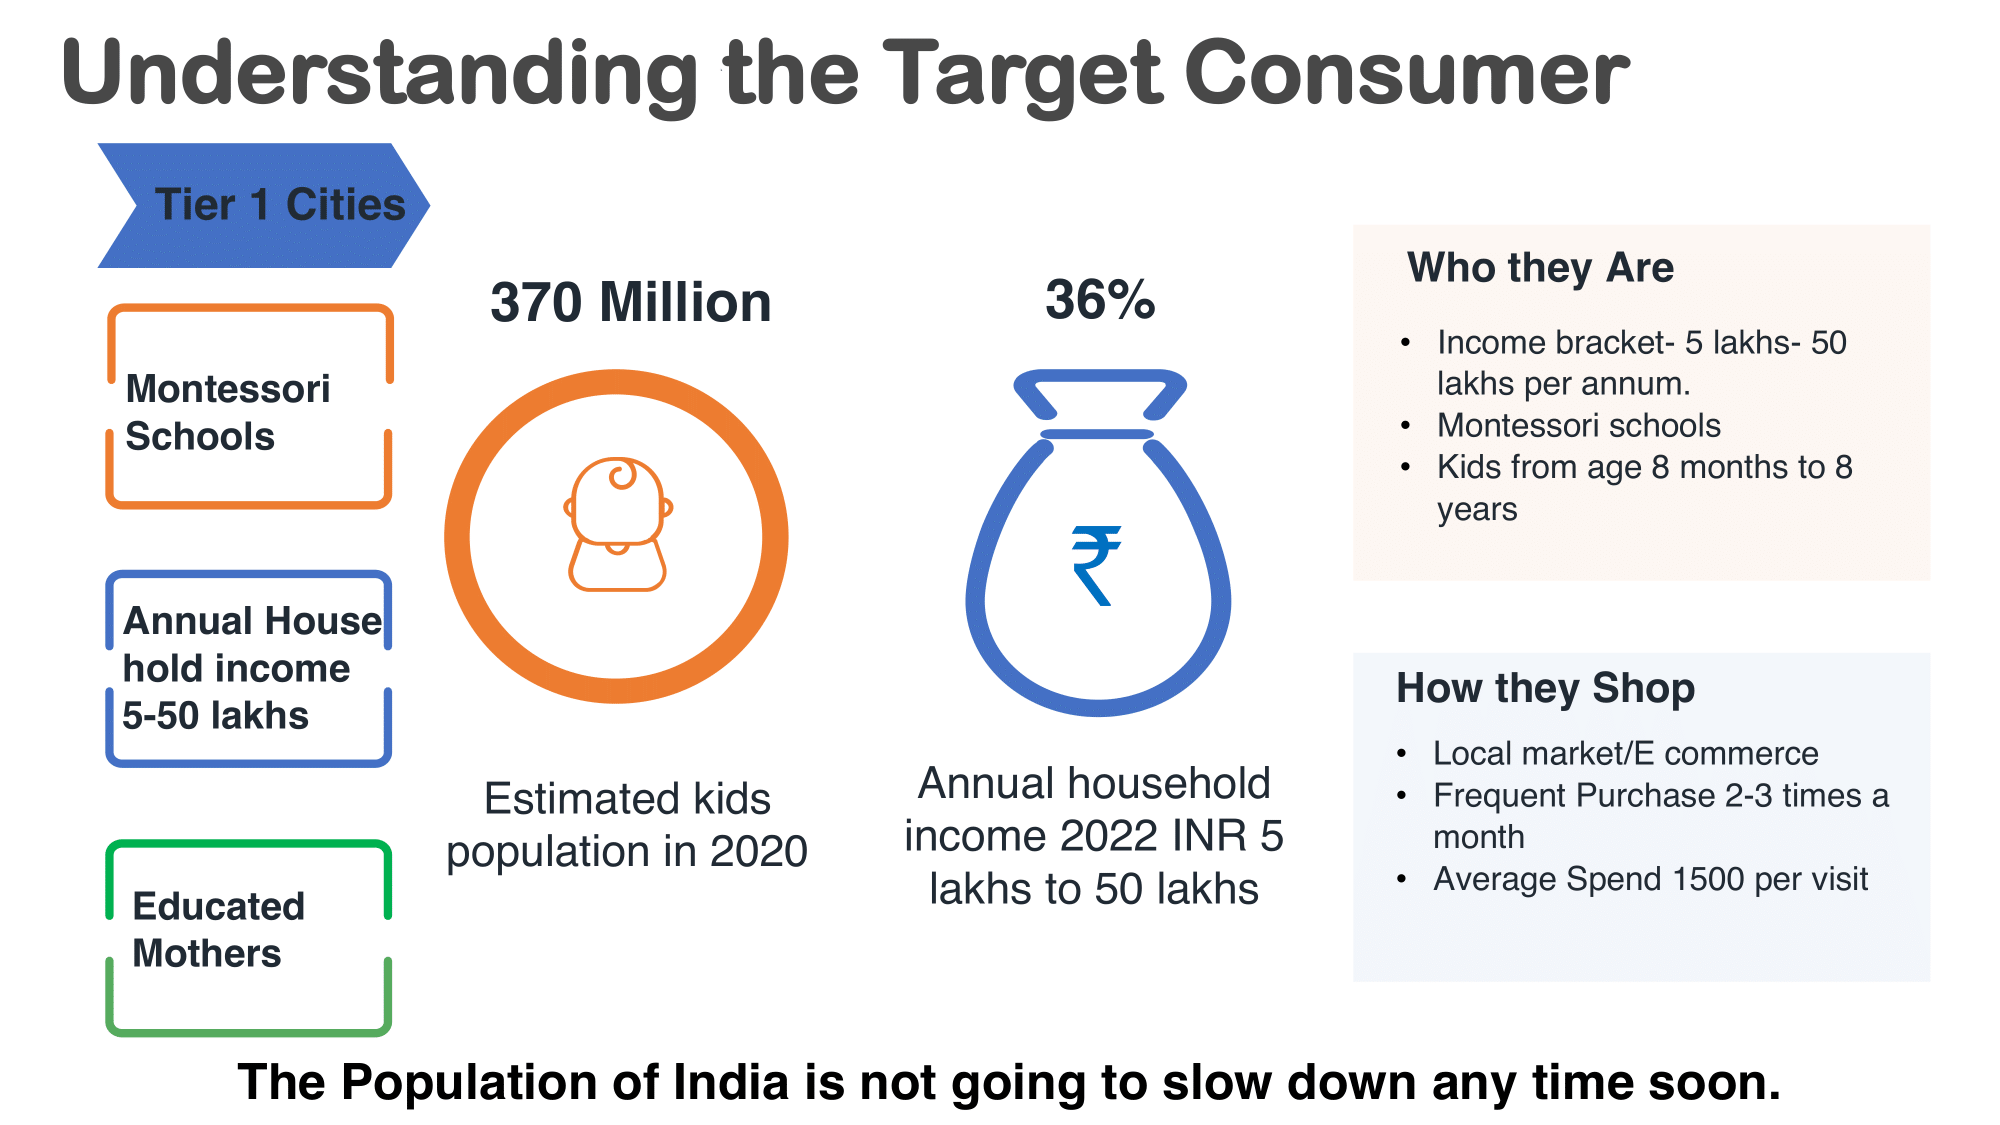 Understanding the Target Consumer
Tier 1 Cities
Montessori
Schools
Annual House
hold income
5-50 lakhs
Educated
Mothers
370 Million
Estimated kids
population in 2020
36%
₹
Annual household
income 2022 INR 5
lakhs to 50 lakhs
Who they Are
• Income bracket- 5 lakhs- 50
lakhs per annum.
• Montessori schools
• Kids from age 8 months to 8
years
How they Shop
• Local market/E commerce
• Frequent Purchase 2-3 times a
month
• Average Spend 1500 per visit
The Population of India is not going to slow down any time soon.